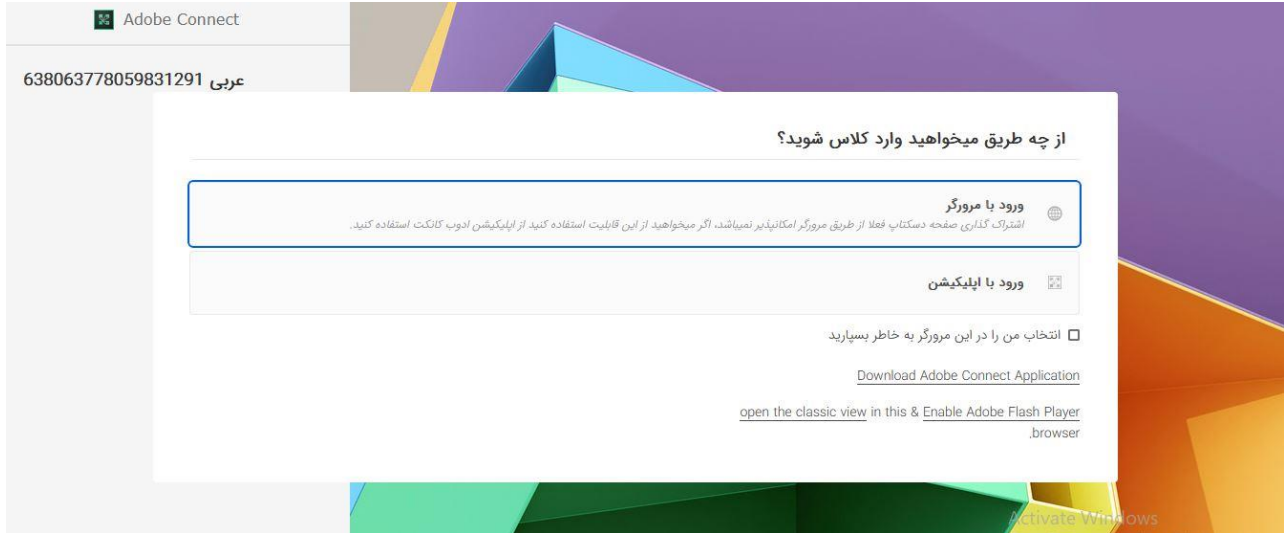 Adobe Connect
عربی 638063778059831291
از چه طریق میخواهید وارد کلاس شوید؟
ورود با مرورگر
اشتراک گذاری صفحه دسکتاپ فعلا از طریق مرورگر امکانپذیر نمیباشد، اگر میخواهید از این قابلیت استفاده کنید از اپلیکیشن ادوب کانکت استفاده کنید.
ورود با اپلیکیشن
انتخاب من را در این مرورگر به خاطر بسپارید
Download Adobe Connect Application
open the classic view in this & Enable Adobe Flash Player
.browser
Activate Windows